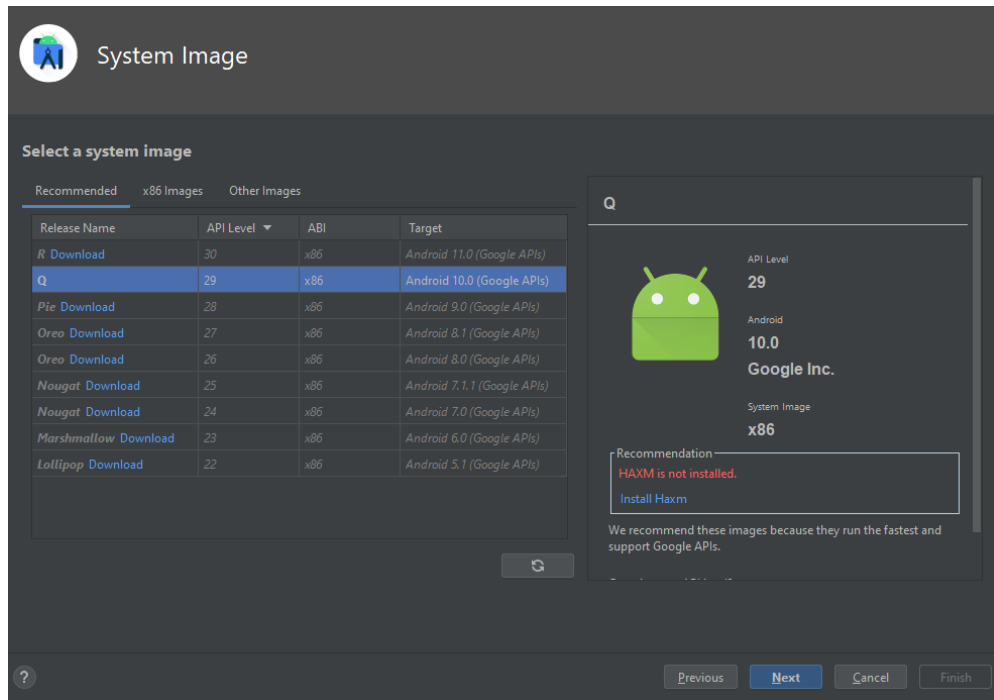 System Image
Select a system image
Recommended x86 Images Other Images
Release Name API Level ABI Target
R Download 30 x86 Android 11.0 (Google APIs)
Q 29 x86 Android 10.0 (Google APIs)
Pie Download 28 x86 Android 9.0 (Google APIs)
Oreo Download 27 x86 Android 8.1 (Google APIs)
Oreo Download 26 x86 Android 8.0 (Google APIs)
Nougat Download 25 x86 Android 7.1.1 (Google APIs)
Nougat Download 24 x86 Android 7.0 (Google APIs)
Marshmallow Download 23 x86 Android 6.0 (Google APIs)
Lollipop Download 22 x86 Android 5.1 (Google APIs)
Q
API Level
29
Android
10.0
Google Inc.
System Image
x86
Recommendation
HAXM is not installed.
Install Haxm
We recommend these images because they run the fastest and
support Google APIs.
? Previous Next Cancel Finish